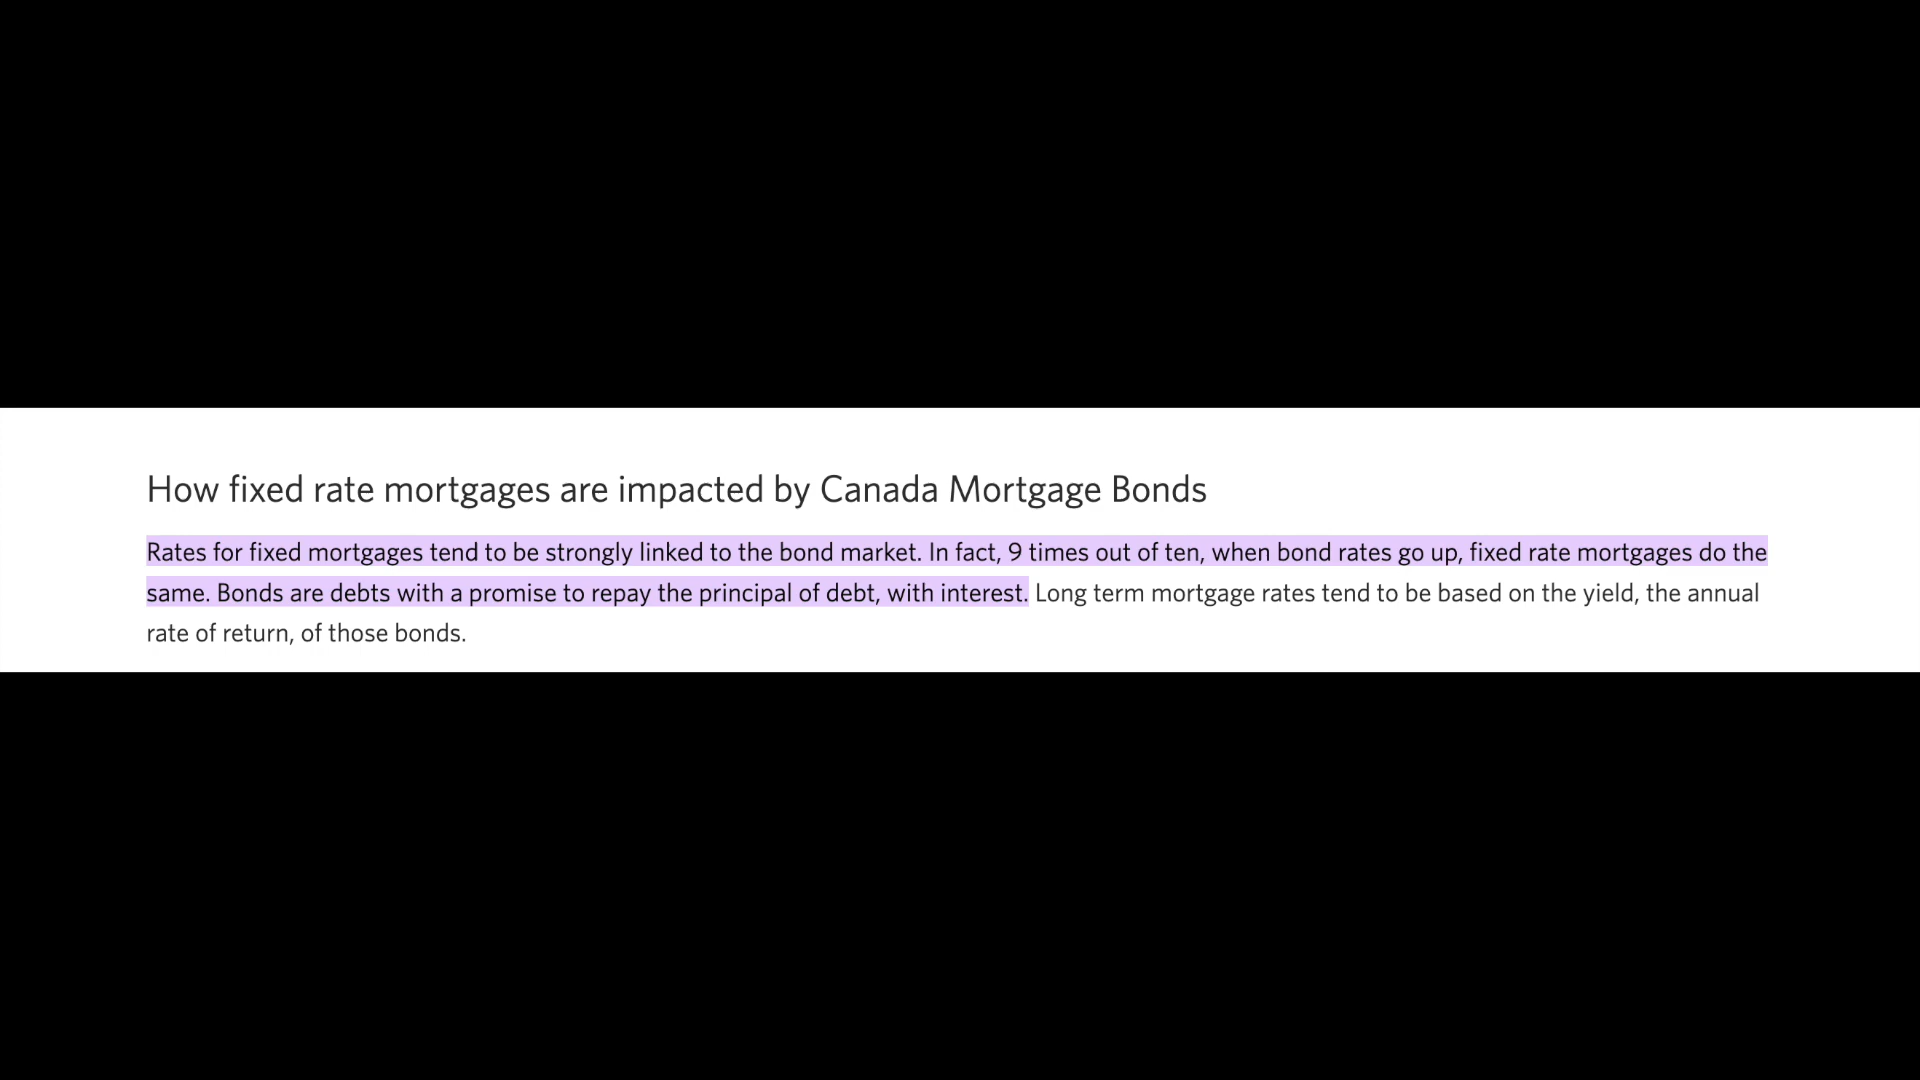 How fixed rate mortgages are impacted by Canada Mortgage Bonds
Rates for fixed mortgages tend to be strongly linked to the bond market. In fact, 9 times out of ten, when bond rates go up, fixed rate mortgages do the
same. Bonds are debts with a promise to repay the principal of debt, with interest. Long term mortgage rates tend to be based on the yield, the annual
rate of return, of those bonds.